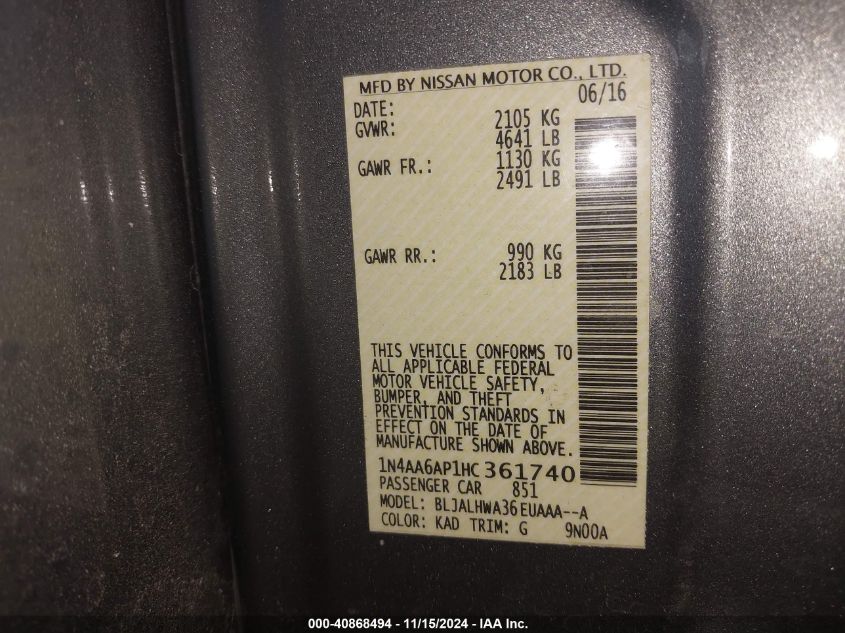 MFD BY NISSAN MOTOR CO., LTD.
DATE: 06/16
GVWR: 2105 KG
4641 LB
GAWR FR.: 1130 KG
2491 LB
GAWR RR.: 990 KG
2183 LB
THIS VEHICLE CONFORMS TO
ALL APPLICABLE FEDERAL
MOTOR VEHICLE SAFETY,
BUMPER, AND THEFT
PREVENTION STANDARDS IN
EFFECT ON THE DATE OF
MANUFACTURE SHOWN ABOVE.
1N4AA6AP1HC361740
PASSENGER CAR 851
MODEL: BLJALHWA36EUAAA--A
COLOR: KAD TRIM: G 9N00A
000-40868494 - 11/15/2024 - IAA Inc.